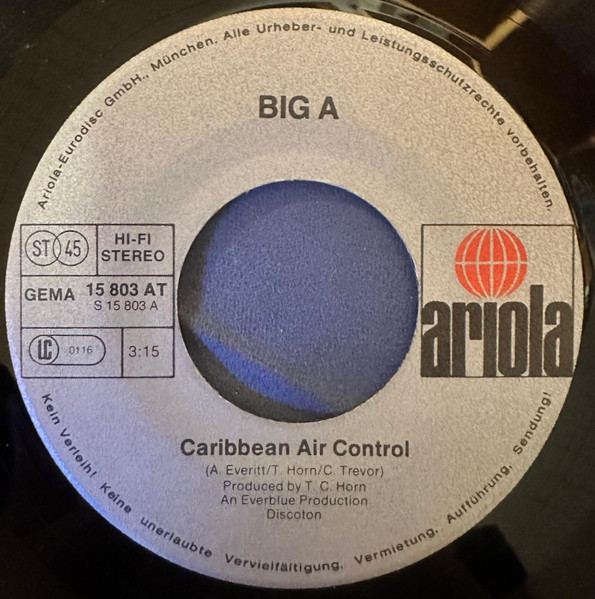 Ariola-Eurodisc GmbH., München. Alle Urheber- und Leistungsschutzrechte vorbehalten.
BIG A
ST 45
HI-FI
STEREO
GEMA 15 803 AT
S 15 803 A
LC 0116
3:15
ariola
Caribbean Air Control
(A. Everitt/T. Horn/C. Trevor)
Produced by T. C. Horn
An Everblue Production
Discoton
Kein Verleih! Keine unerlaubte Vervielfältigung, Vermietung, Aufführung, Sendung!